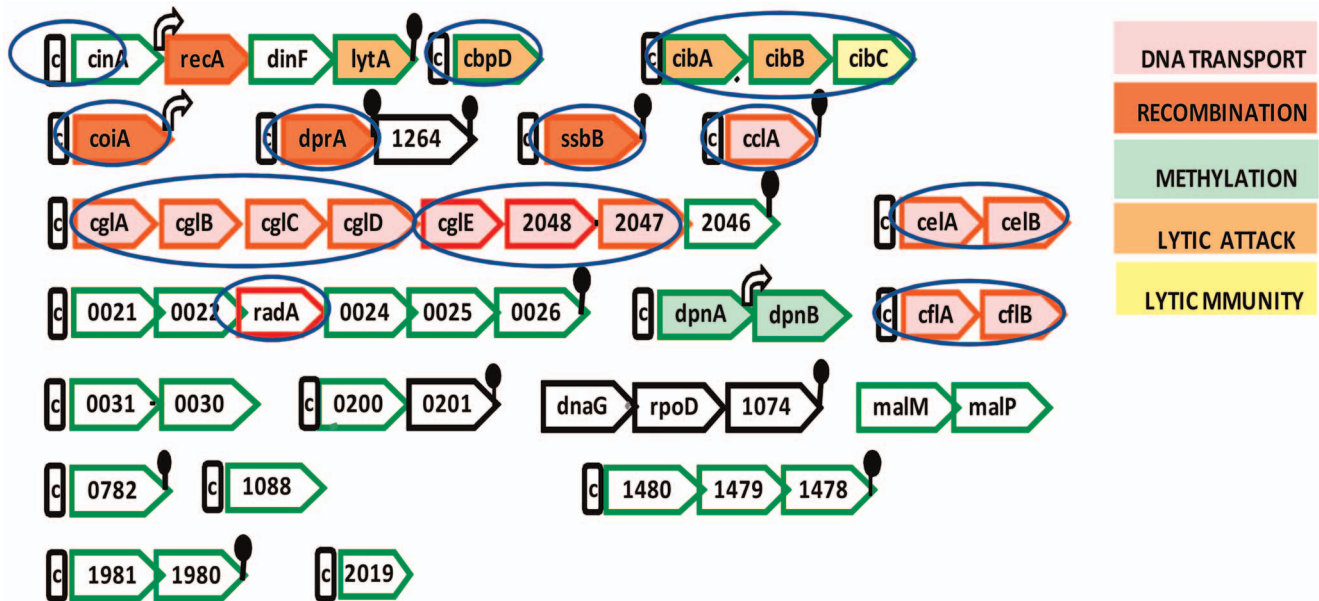 c cinA recA dinF lytA c cbpD c cibA cibB cibC
c coiA c dprA 1264 c ssbB c cclA
c cglA cglB cglC cglD cglE 2048 2047 2046 c celA celB
c 0021 0022 radA 0024 0025 0026 c dpnA dpnB c cflA cflB
c 0031 0030 c 0200 0201 dnaG rpoD 1074 malM malP
c 0782 c 1088 c 1480 1479 1478
c 1981 1980 c 2019
DNA TRANSPORT
RECOMBINATION
METHYLATION
LYTIC ATTACK
LYTIC MMUNITY